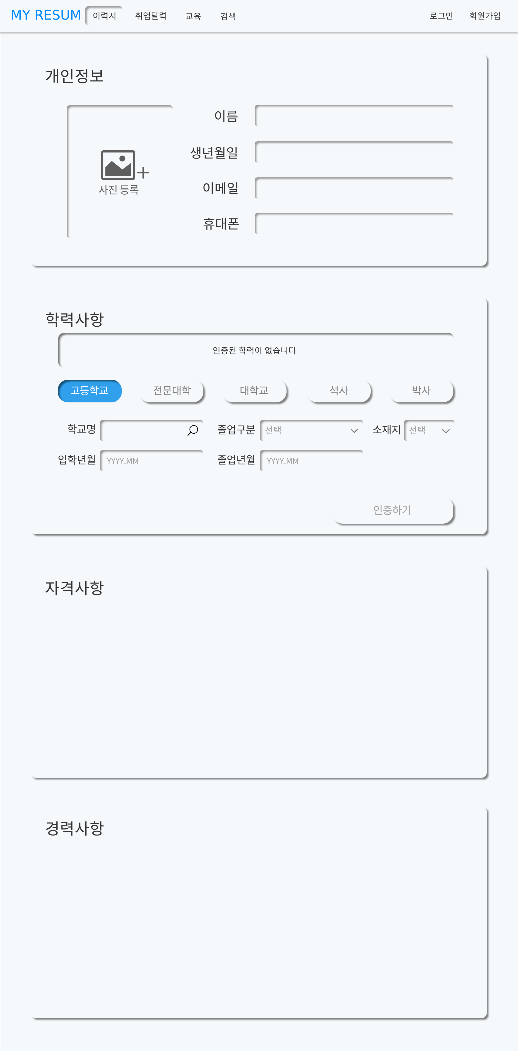 MY RESUM 이력서 취업달력 교육 검색 로그인 회원가입
개인정보
사진 등록
이름
생년월일
이메일
휴대폰
학력사항
인증된 학력이 없습니다
고등학교 전문대학 대학교 석사 박사
학교명 졸업구분 선택 소재지 선택
입학년월 YYYY.MM 졸업년월 YYYY.MM
인증하기
자격사항
경력사항